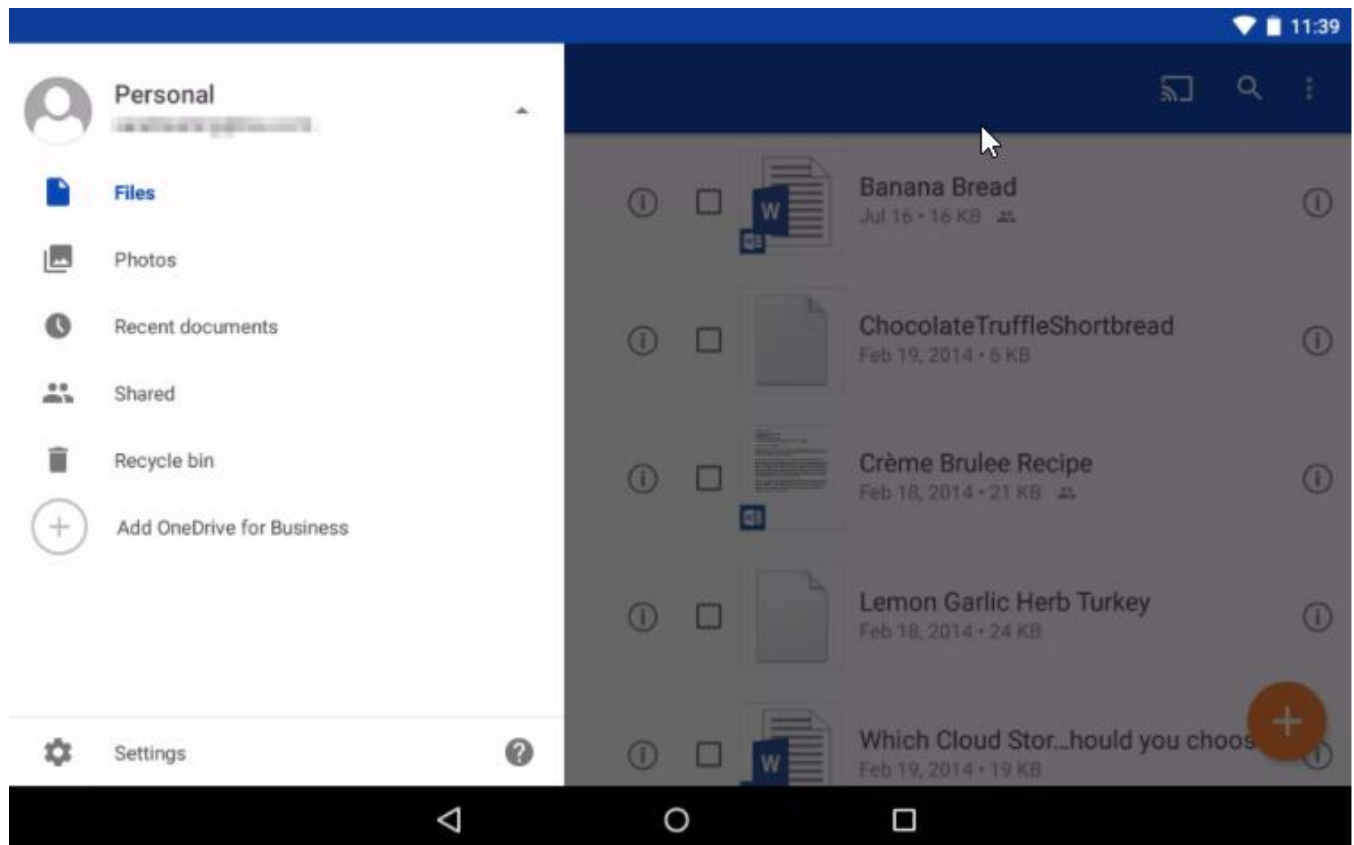 11:39
Personal
Files
Photos
Recent documents
Shared
Recycle bin
Add OneDrive for Business
Settings
Banana Bread
Jul 16 • 16 KB
W
ChocolateTruffleShortbread
Feb 19, 2014 • 6 KB
Crème Brulee Recipe
Feb 18, 2014 • 21 KB
Lemon Garlic Herb Turkey
Feb 18, 2014 • 24 KB
Which Cloud Stor...hould you choos
Feb 19, 2014 • 19 KB
W